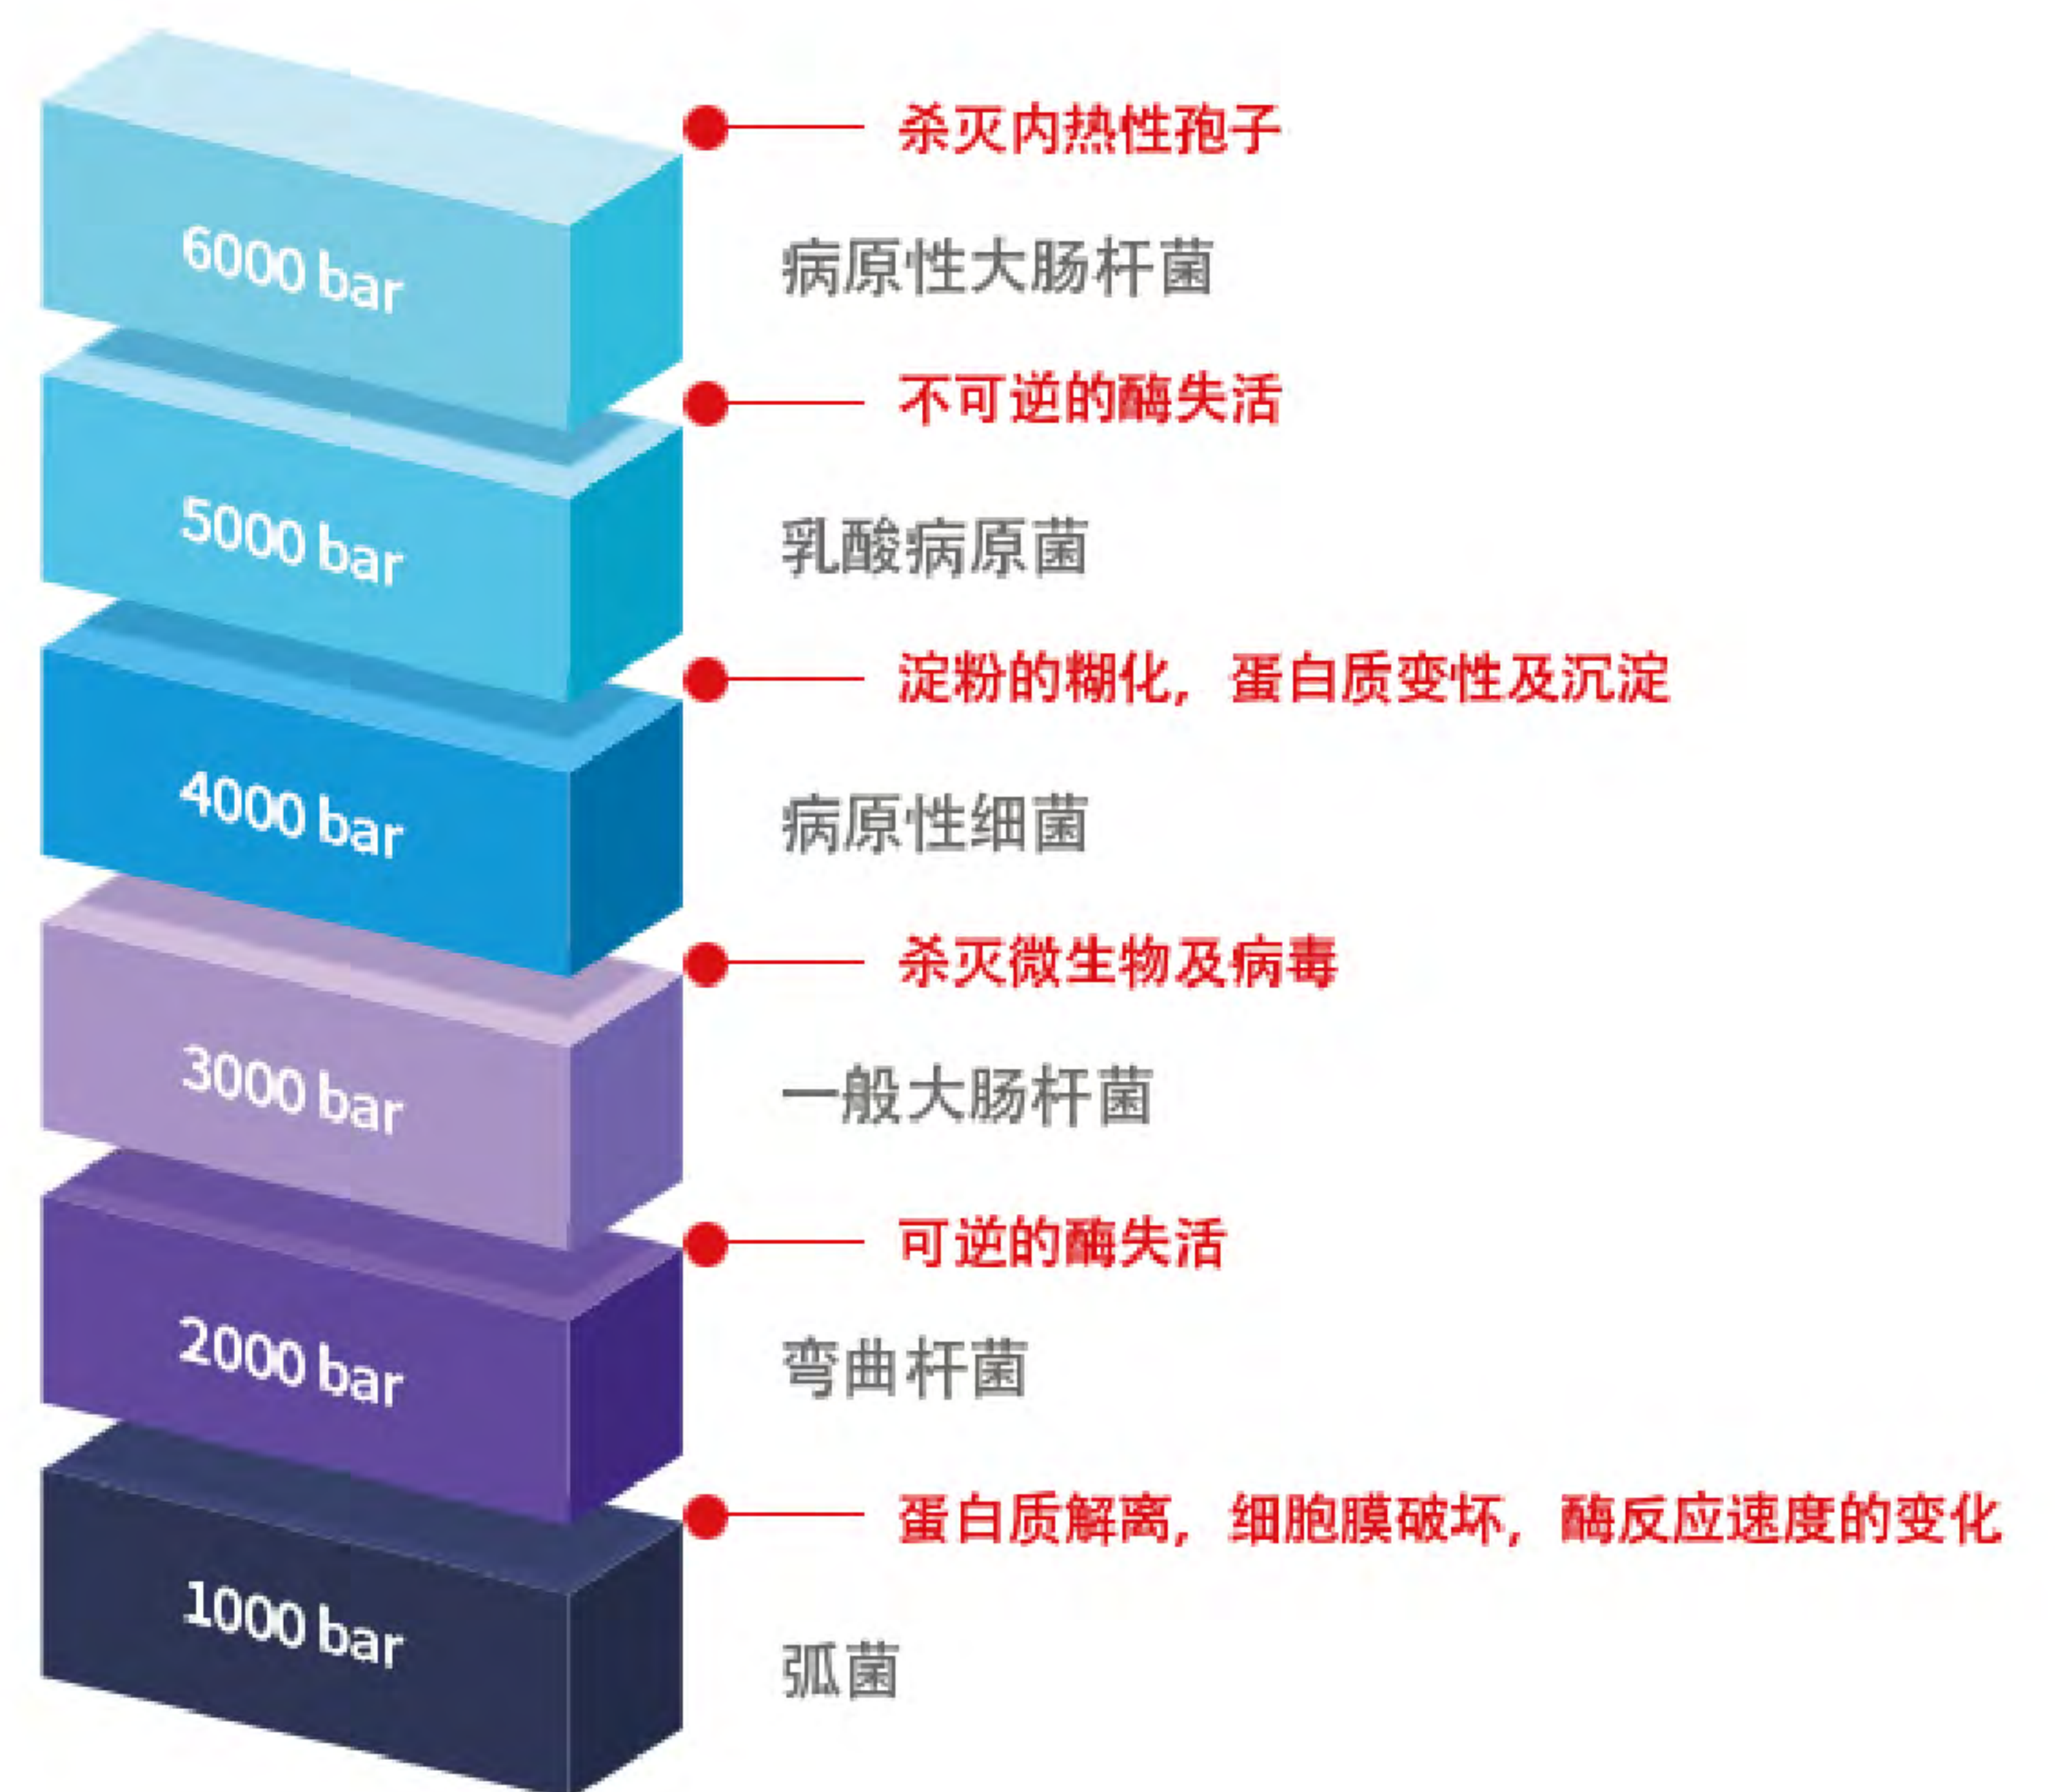 杀灭内热性孢子
6000 bar
病原性大肠杆菌
不可逆的酶失活
5000 bar
乳酸病原菌
淀粉的糊化，蛋白质变性及沉淀
4000 bar
病原性细菌
杀灭微生物及病毒
3000 bar
一般大肠杆菌
可逆的酶失活
2000 bar
弯曲杆菌
蛋白质解离，细胞膜破坏，酶反应速度的变化
1000 bar
弧菌